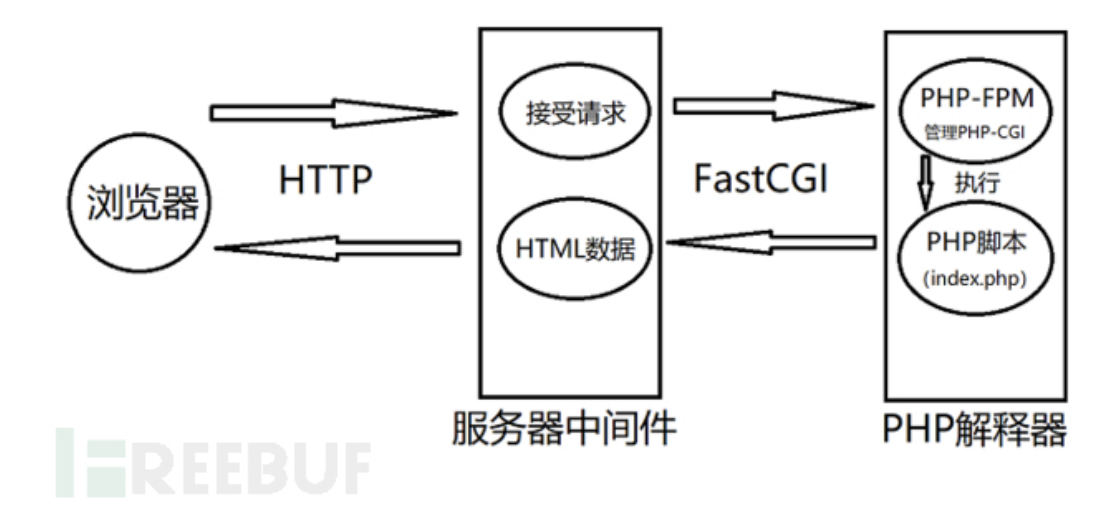 浏览器
HTTP
接受请求
HTML数据
服务器中间件
FastCGI
PHP-FPM
管理PHP-CGI
执行
PHP脚本
(index.php)
PHP解释器
FREEBUF